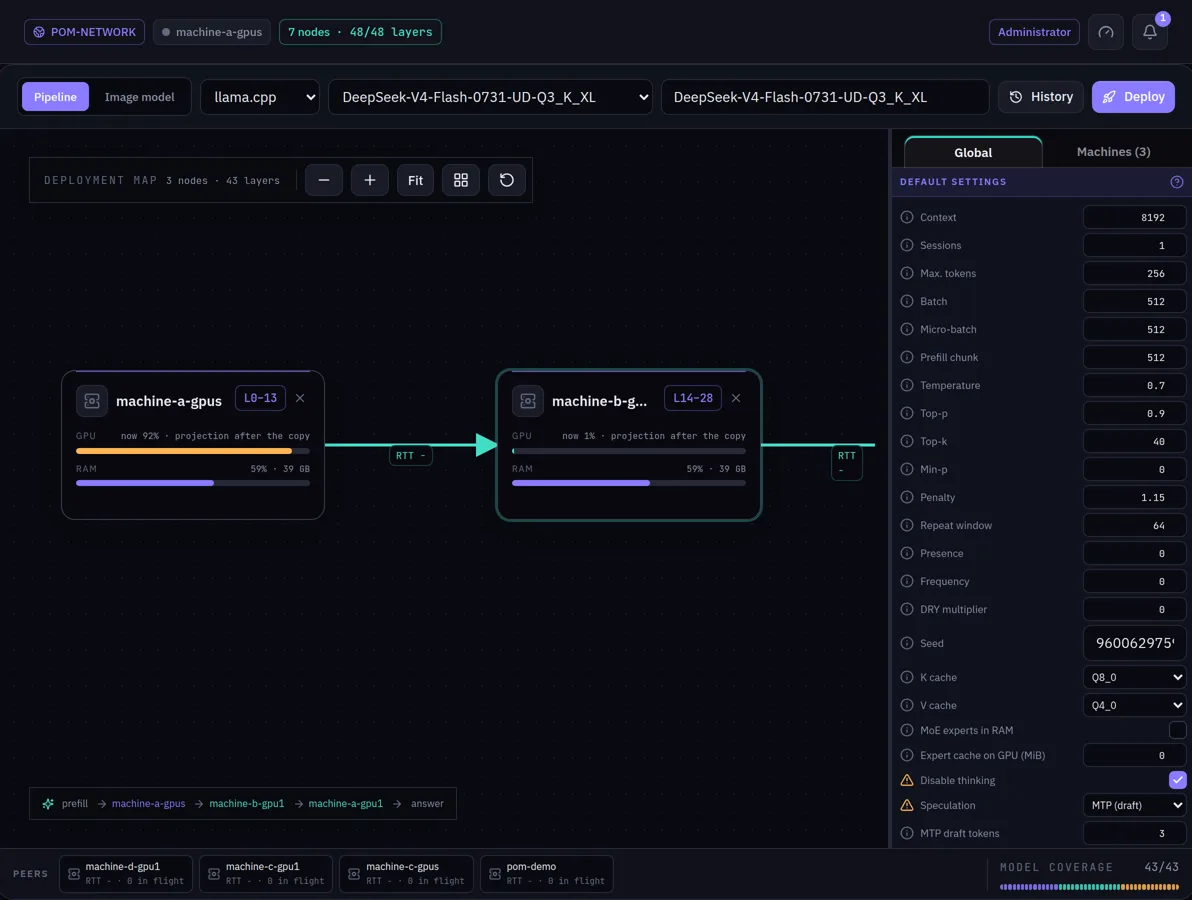 POM-NETWORK
machine-a-gpus
7 nodes · 48/48 layers
Administrator
1
Pipeline
Image model
llama.cpp
DeepSeek-V4-Flash-0731-UD-Q3_K_XL
DeepSeek-V4-Flash-0731-UD-Q3_K_XL
History
Deploy
DEPLOYMENT MAP 3 nodes · 43 layers
Fit
machine-a-gpus
L0–13
GPU now 92% · projection after the copy
RAM 59% · 39 GB
RTT -
machine-b-g...
L14–28
GPU now 1% · projection after the copy
RAM 59% · 39 GB
RTT
-
prefill → machine-a-gpus → machine-b-gpu1 → machine-a-gpu1 → answer
Global
Machines (3)
DEFAULT SETTINGS
Context 8192
Sessions 1
Max. tokens 256
Batch 512
Micro-batch 512
Prefill chunk 512
Temperature 0.7
Top-p 0.9
Top-k 40
Min-p 0
Penalty 1.15
Repeat window 64
Presence 0
Frequency 0
DRY multiplier 0
Seed 960062975
K cache Q8_0
V cache Q4_0
MoE experts in RAM
Expert cache on GPU (MiB) 0
Disable thinking
Speculation MTP (draft)
MTP draft tokens 3
PEERS
machine-d-gpu1
RTT - · 0 in flight
machine-c-gpu1
RTT - · 0 in flight
machine-c-gpus
RTT - · 0 in flight
pom-demo
RTT - · 0 in flight
MODEL COVERAGE 43/43